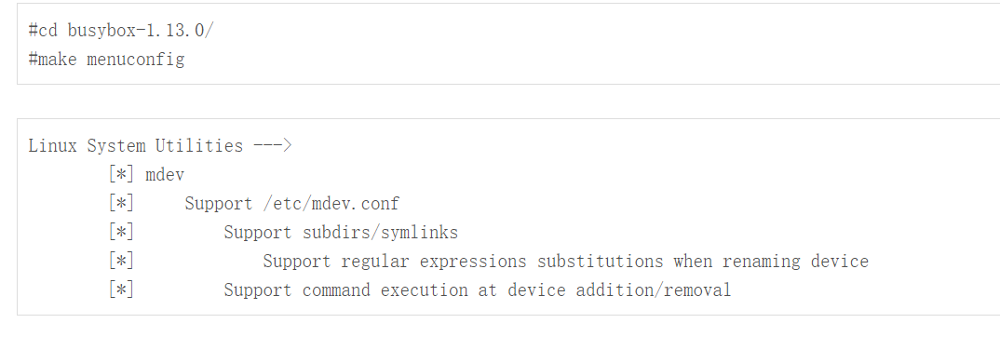 #cd busybox-1.13.0/
#make menuconfig
Linux System Utilities --->
[*] mdev
[*] Support /etc/mdev.conf
[*] Support subdirs/symlinks
[*] Support regular expressions substitutions when renaming device
[*] Support command execution at device addition/removal